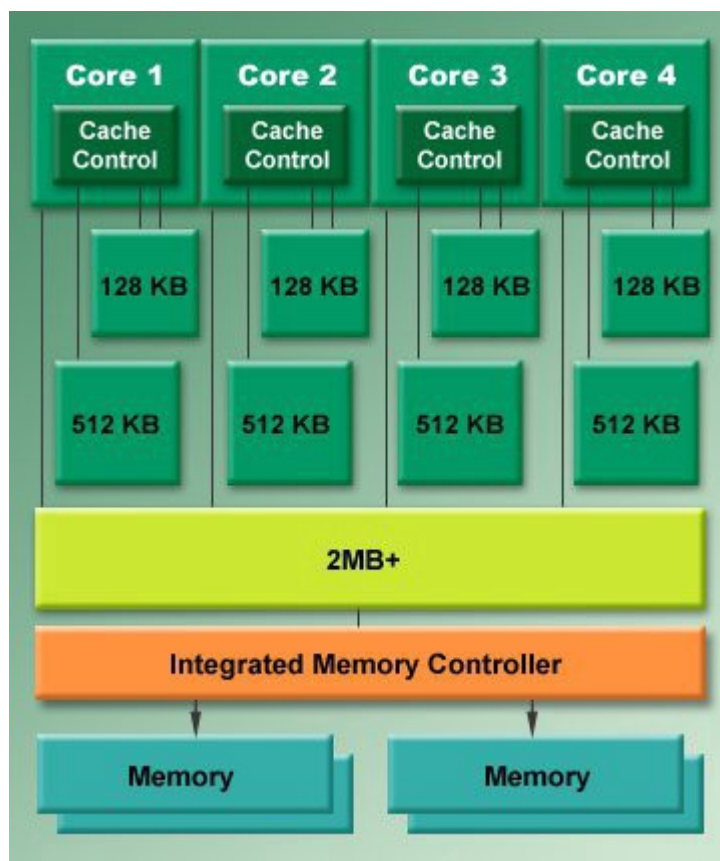 Core 1
Core 2
Core 3
Core 4
Cache
Control
Cache
Control
Cache
Control
Cache
Control
128 KB
128 KB
128 KB
128 KB
512 KB
512 KB
512 KB
512 KB
2MB+
Integrated Memory Controller
Memory
Memory